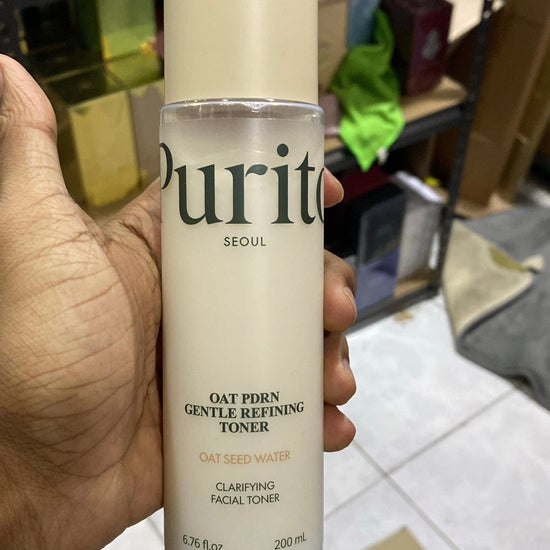 Purito
SEOUL
OAT PDRN
GENTLE REFINING
TONER
OAT SEED WATER
CLARIFYING
FACIAL TONER
6.76 fl.oz 200 mL